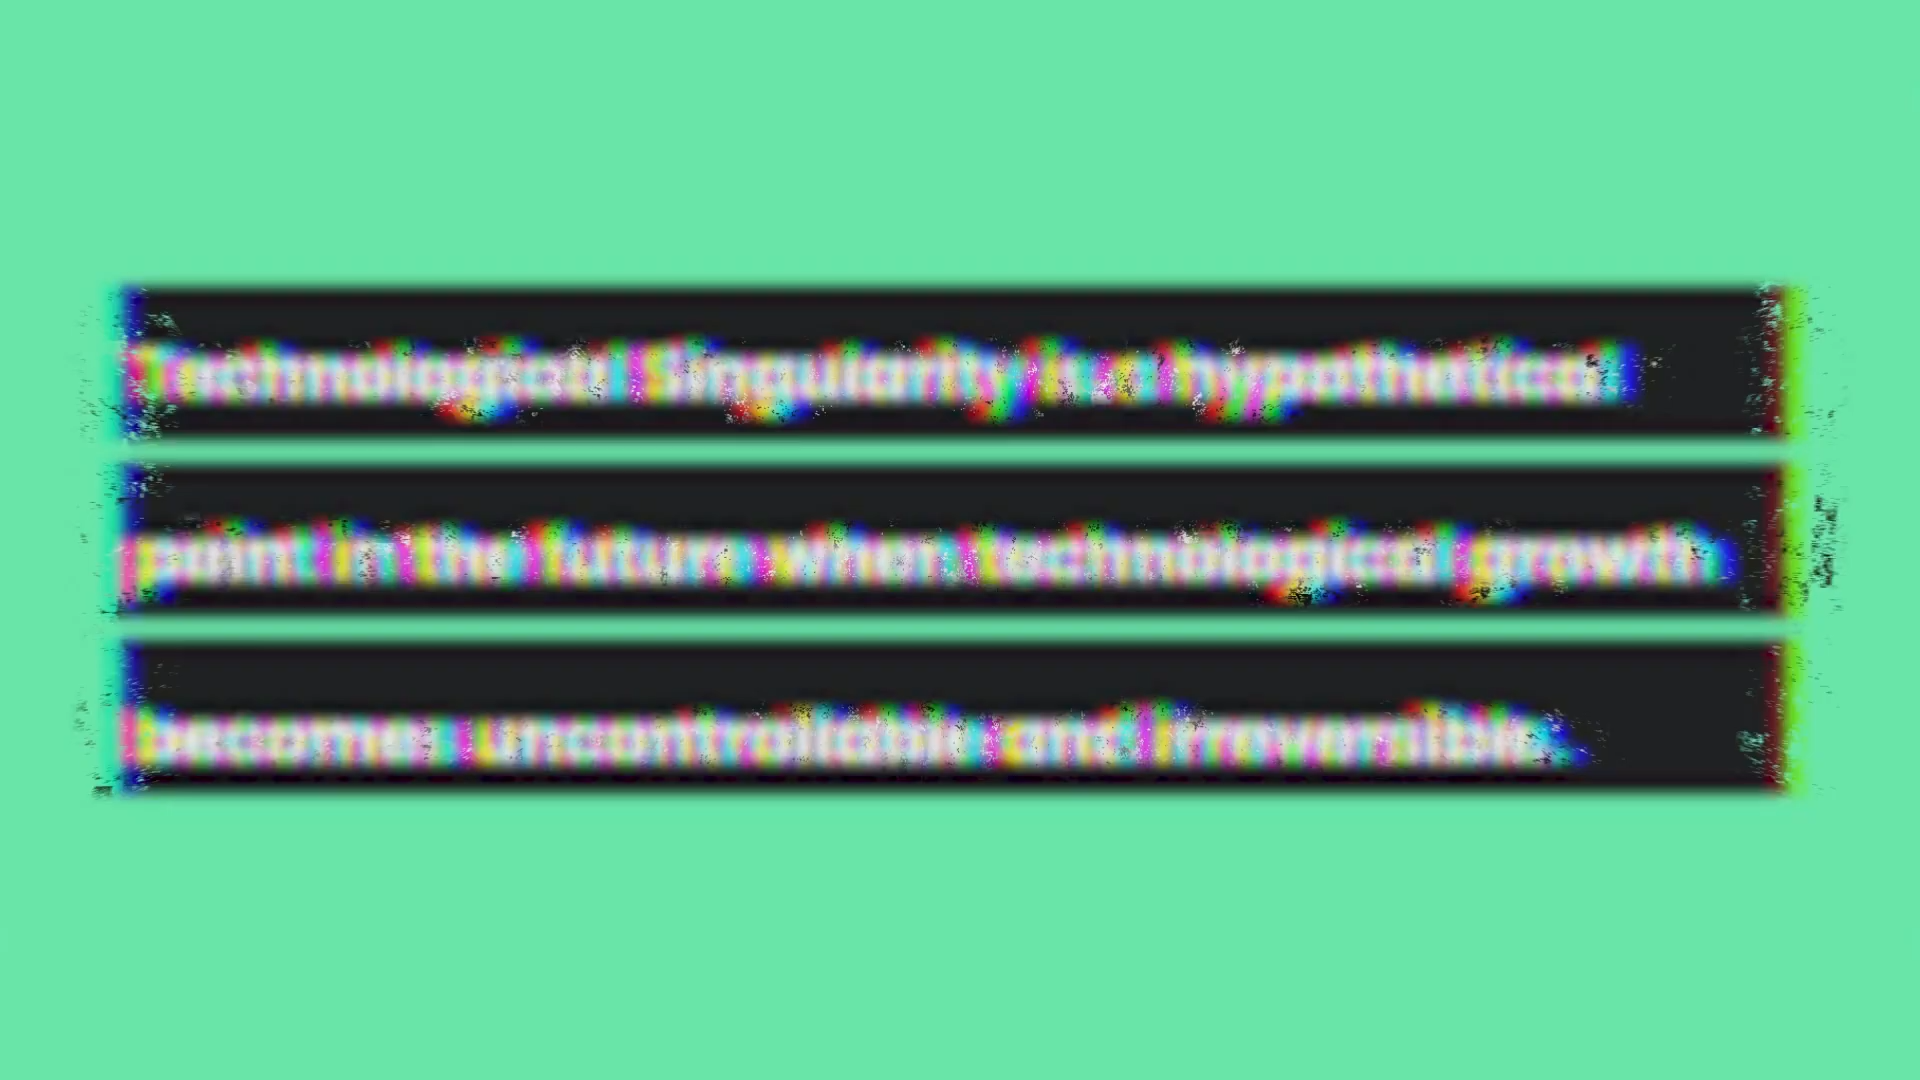 Technological Singularity is a hypothetical
point in the future when technological growth
becomes uncontrollable and irreversible